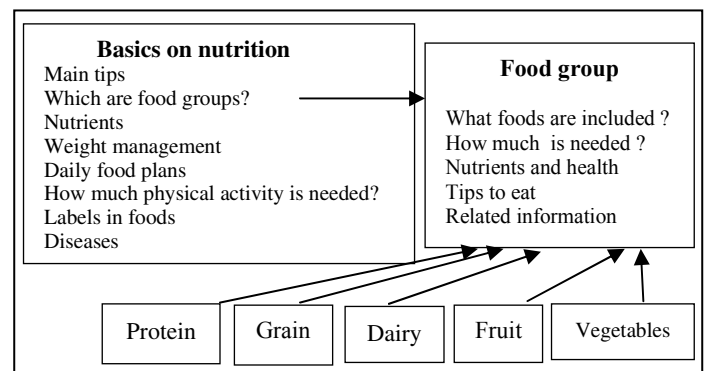 Basics on nutrition
Main tips
Which are food groups?
Nutrients
Weight management
Daily food plans
How much physical activity is needed?
Labels in foods
Diseases
Food group
What foods are included ?
How much is needed ?
Nutrients and health
Tips to eat
Related information
Protein
Grain
Dairy
Fruit
Vegetables